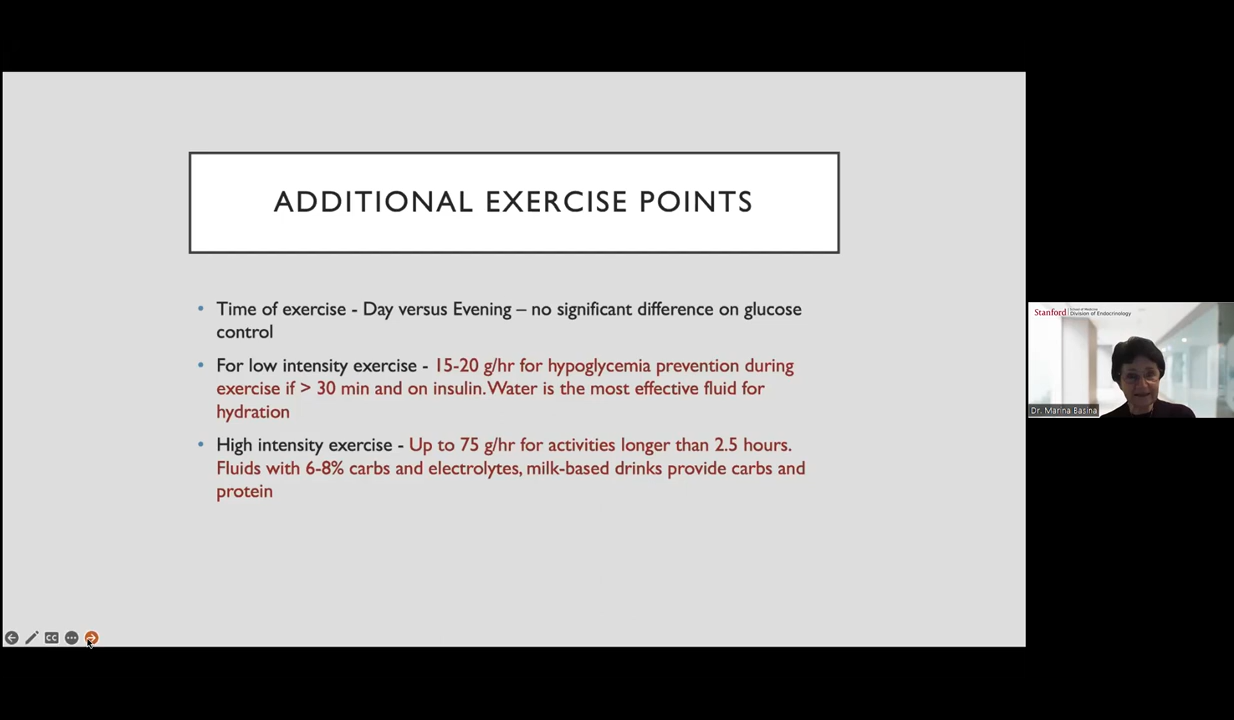 ADDITIONAL EXERCISE POINTS
• Time of exercise - Day versus Evening – no significant difference on glucose
control
• For low intensity exercise - 15-20 g/hr for hypoglycemia prevention during
exercise if > 30 min and on insulin. Water is the most effective fluid for
hydration
• High intensity exercise - Up to 75 g/hr for activities longer than 2.5 hours.
Fluids with 6-8% carbs and electrolytes, milk-based drinks provide carbs and
protein
CC
Stanford
School of Medicine
Division of Endocrinology
Dr. Marina Basina